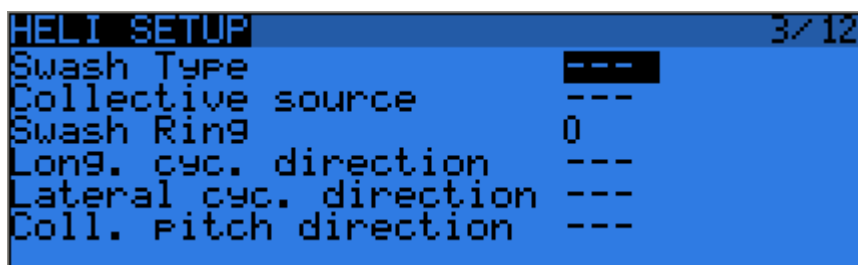 HELI SETUP 3/12
Swash Type ---
Collective source ---
Swash Ring 0
Long. cyc. direction ---
Lateral cyc. direction ---
Coll. pitch direction ---